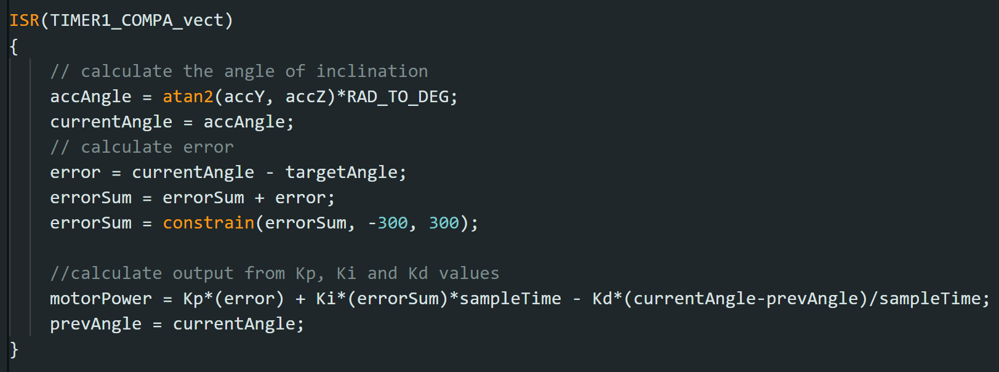 ISR(TIMER1_COMPA_vect)
{
// calculate the angle of inclination
accAngle = atan2(accY, accZ)*RAD_TO_DEG;
currentAngle = accAngle;
// calculate error
error = currentAngle - targetAngle;
errorSum = errorSum + error;
errorSum = constrain(errorSum, -300, 300);
//calculate output from Kp, Ki and Kd values
motorPower = Kp*(error) + Ki*(errorSum)*sampleTime - Kd*(currentAngle-prevAngle)/sampleTime;
prevAngle = currentAngle;
}